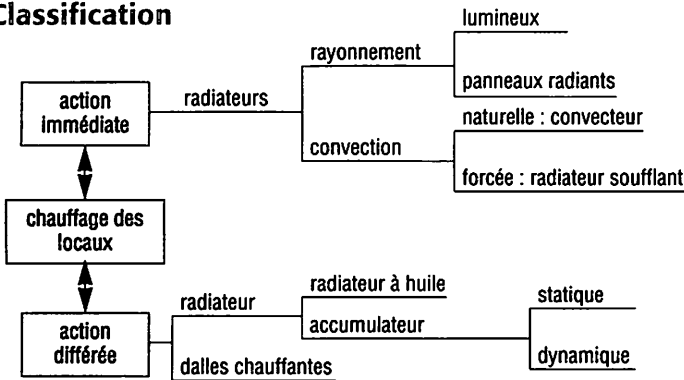 Classification
lumineux
rayonnement
panneaux radiants
action
immédiate
radiateurs
naturelle : convecteur
convection
forcée : radiateur soufflant
chauffage des
locaux
radiateur à huile
statique
radiateur
accumulateur
action
différée
dynamique
dalles chauffantes